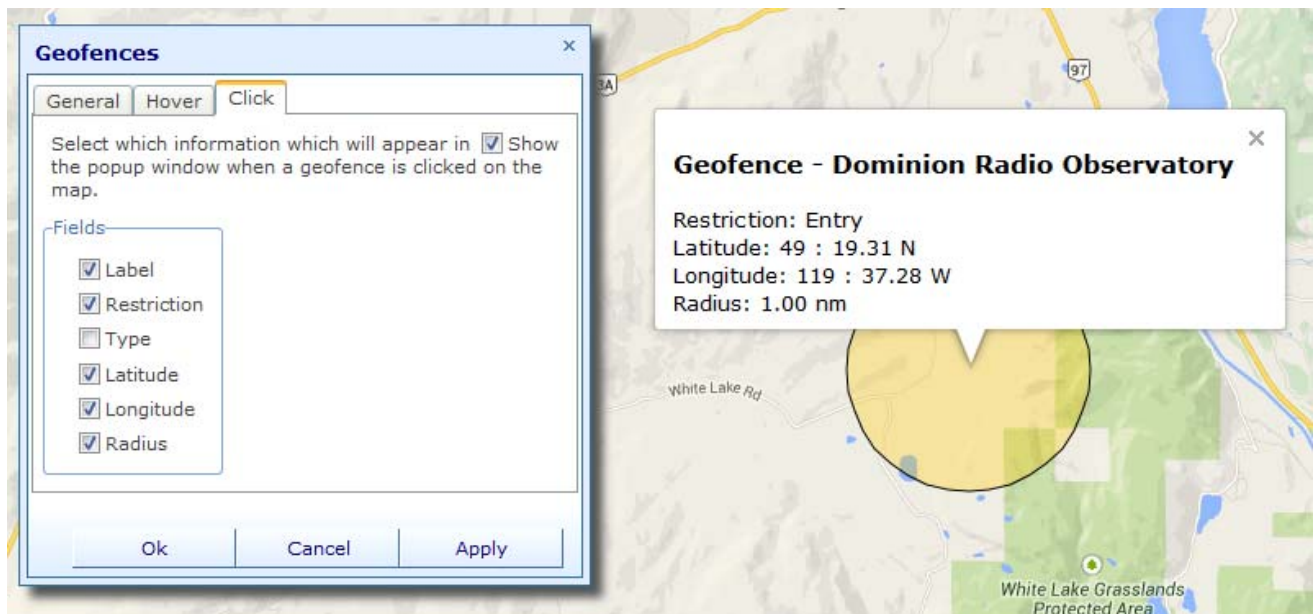 Geofences
General
Hover
Click
Select which information which will appear in
Show
the popup window when a geofence is clicked on the
map.
Fields
Label
Restriction
Type
Latitude
Longitude
Radius
Ok
Cancel
Apply
3A
97
Geofence - Dominion Radio Observatory
Restriction: Entry
Latitude: 49 : 19.31 N
Longitude: 119 : 37.28 W
Radius: 1.00 nm
White Lake Rd
White Lake Grasslands
Protected Area